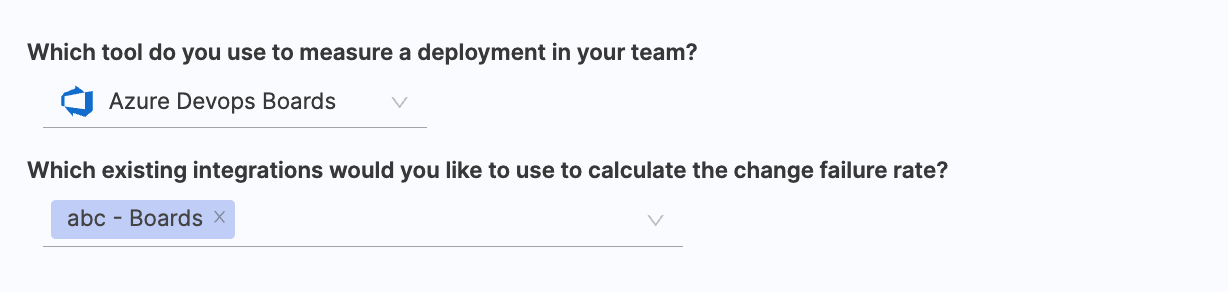 Which tool do you use to measure a deployment in your team?
Azure Devops Boards
Which existing integrations would you like to use to calculate the change failure rate?
abc - Boards